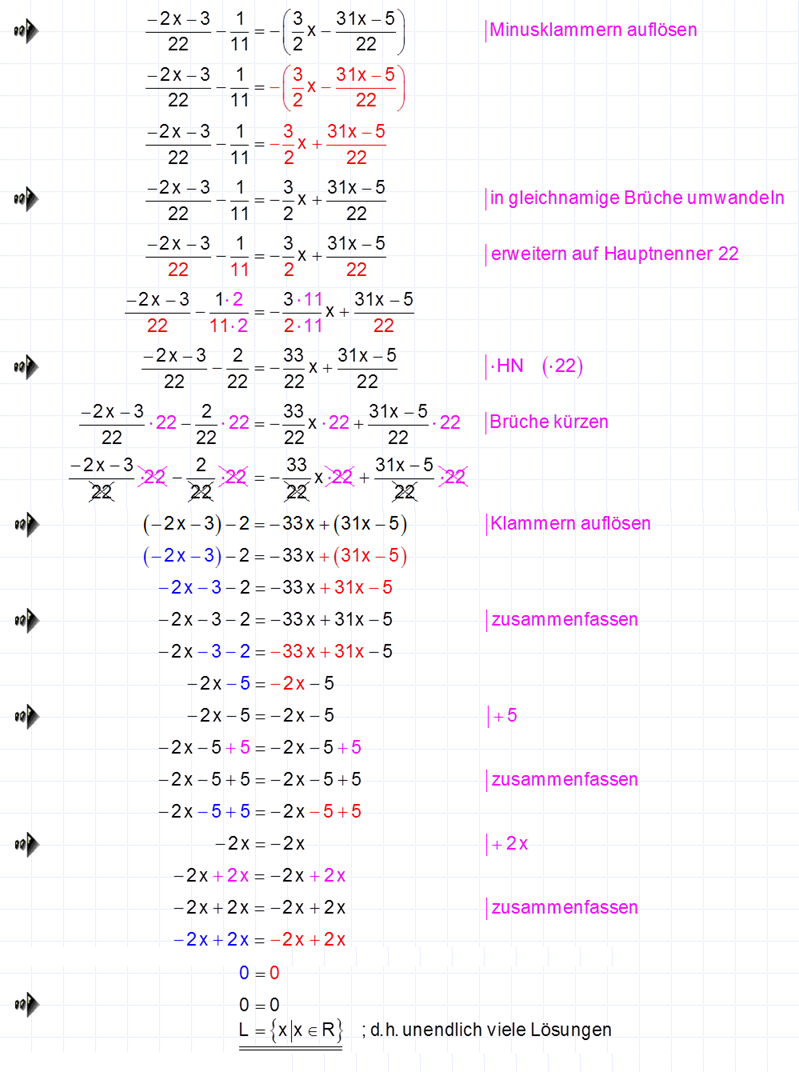 (-2x-3)/22 - 1/11 = -(3/2 x - (31x-5)/22) |Minusklammern auflösen
(-2x-3)/22 - 1/11 = -(3/2 x - (31x-5)/22)
(-2x-3)/22 - 1/11 = -3/2 x + (31x-5)/22
(-2x-3)/22 - 1/11 = -3/2 x + (31x-5)/22 |in gleichnamige Brüche umwandeln
(-2x-3)/22 - 1/11 = -3/2 x + (31x-5)/22 |erweitern auf Hauptnenner 22
(-2x-3)/22 - (1·2)/(11·2) = -(3·11)/(2·11) x + (31x-5)/22
(-2x-3)/22 - 2/22 = -33/22 x + (31x-5)/22 |·HN (·22)
(-2x-3)/22 ·22 - 2/22 ·22 = -33/22 x ·22 + (31x-5)/22 ·22 |Brüche kürzen
(-2x-3)/22 ·22 - 2/22 ·22 = -33/22 x ·22 + (31x-5)/22 ·22
(-2x-3)-2 = -33x+(31x-5) |Klammern auflösen
(-2x-3)-2 = -33x+(31x-5)
-2x-3-2 = -33x+31x-5
-2x-3-2 = -33x+31x-5 |zusammenfassen
-2x-3-2 = -33x+31x-5
-2x-5 = -2x-5
-2x-5 = -2x-5 |+5
-2x-5+5 = -2x-5+5
-2x-5+5 = -2x-5+5 |zusammenfassen
-2x-5+5 = -2x-5+5
-2x = -2x |+2x
-2x+2x = -2x+2x
-2x+2x = -2x+2x |zusammenfassen
-2x+2x = -2x+2x
0 = 0
0 = 0
L = {x|x∈R} ; d.h. unendlich viele Lösungen